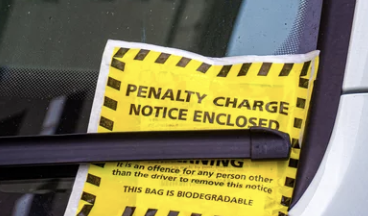 PENALTY CHARGE
NOTICE ENCLOSED
WARNING
It is an offence for any person other
than the driver to remove this notice
THIS BAG IS BIODEGRADABLE